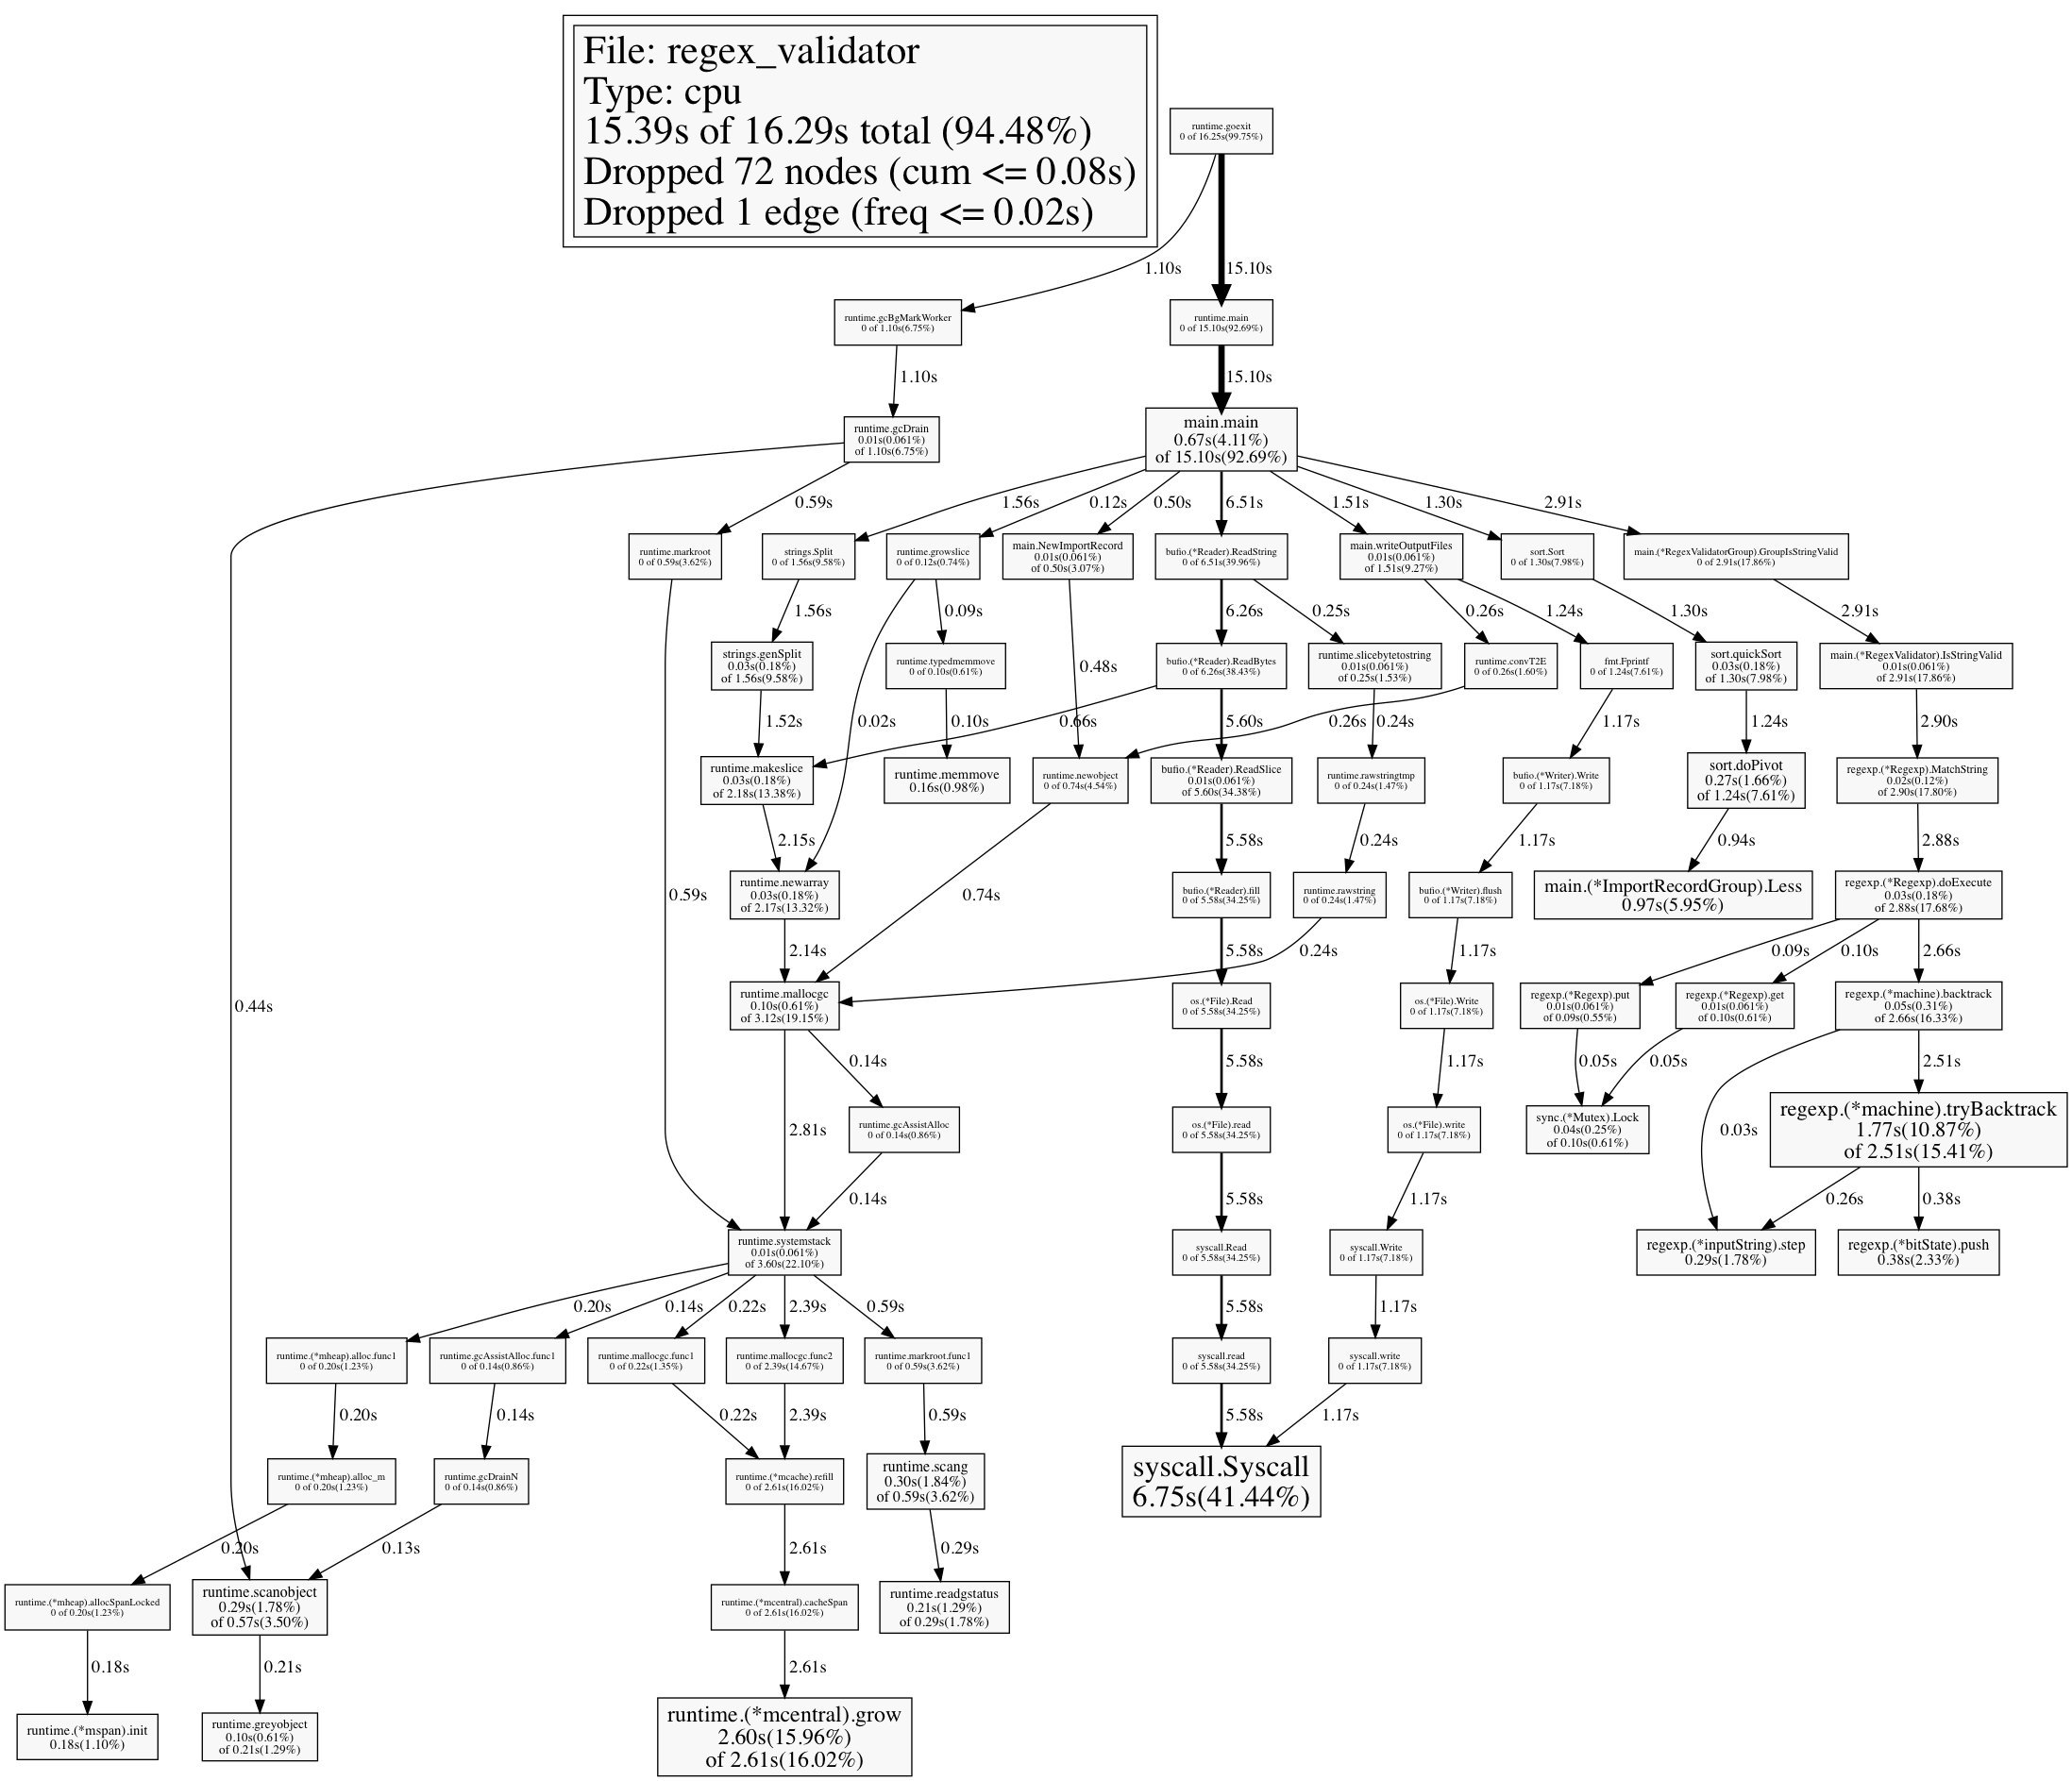 File: regex_validator
Type: cpu
15.39s of 16.29s total (94.48%)
Dropped 72 nodes (cum <= 0.08s)
Dropped 1 edge (freq <= 0.02s)
runtime.goexit
0 of 16.25s(99.75%)
1.10s
15.10s
runtime.gcBgMarkWorker
0 of 1.10s(6.75%)
runtime.main
0 of 15.10s(92.69%)
1.10s
15.10s
runtime.gcDrain
0.01s(0.061%)
of 1.10s(6.75%)
main.main
0.67s(4.11%)
of 15.10s(92.69%)
0.59s
1.56s
0.12s
0.50s
6.51s
1.51s
1.30s
2.91s
runtime.markroot
0 of 0.59s(3.62%)
strings.Split
0 of 1.56s(9.58%)
runtime.growslice
0 of 0.12s(0.74%)
main.NewImportRecord
0.01s(0.061%)
of 0.50s(3.07%)
bufio.(*Reader).ReadString
0 of 6.51s(39.96%)
main.writeOutputFiles
0.01s(0.061%)
of 1.51s(9.27%)
sort.Sort
0 of 1.30s(7.98%)
main.(*RegexValidatorGroup).GroupIsStringValid
0 of 2.91s(17.86%)
1.56s
0.09s
6.26s
0.25s
0.26s
1.24s
1.30s
2.91s
strings.genSplit
0.03s(0.18%)
of 1.56s(9.58%)
runtime.typedmemmove
0 of 0.10s(0.61%)
0.48s
bufio.(*Reader).ReadBytes
0 of 6.26s(38.43%)
runtime.slicebytetostring
0.01s(0.061%)
of 0.25s(1.53%)
runtime.convT2E
0 of 0.26s(1.60%)
fmt.Fprintf
0 of 1.24s(7.61%)
sort.quickSort
0.03s(0.18%)
of 1.30s(7.98%)
main.(*RegexValidator).IsStringValid
0.01s(0.061%)
of 2.91s(17.86%)
1.52s
0.02s
0.10s
0.66s
5.60s
0.26s
0.24s
1.17s
1.24s
2.90s
runtime.makeslice
0.03s(0.18%)
of 2.18s(13.38%)
runtime.memmove
0.16s(0.98%)
runtime.newobject
0 of 0.74s(4.54%)
bufio.(*Reader).ReadSlice
0.01s(0.061%)
of 5.60s(34.38%)
runtime.rawstringtmp
0 of 0.24s(1.47%)
bufio.(*Writer).Write
0 of 1.17s(7.18%)
sort.doPivot
0.27s(1.66%)
of 1.24s(7.61%)
regexp.(*Regexp).MatchString
0.02s(0.12%)
of 2.90s(17.80%)
2.15s
5.58s
0.24s
1.17s
0.94s
2.88s
0.59s
runtime.newarray
0.03s(0.18%)
of 2.17s(13.32%)
0.74s
bufio.(*Reader).fill
0 of 5.58s(34.25%)
runtime.rawstring
0 of 0.24s(1.47%)
bufio.(*Writer).flush
0 of 1.17s(7.18%)
main.(*ImportRecordGroup).Less
0.97s(5.95%)
regexp.(*Regexp).doExecute
0.03s(0.18%)
of 2.88s(17.68%)
2.14s
5.58s
0.24s
1.17s
0.09s
0.10s
2.66s
0.44s
runtime.mallocgc
0.10s(0.61%)
of 3.12s(19.15%)
os.(*File).Read
0 of 5.58s(34.25%)
os.(*File).Write
0 of 1.17s(7.18%)
regexp.(*Regexp).put
0.01s(0.061%)
of 0.09s(0.55%)
regexp.(*Regexp).get
0.01s(0.061%)
of 0.10s(0.61%)
regexp.(*machine).backtrack
0.05s(0.31%)
of 2.66s(16.33%)
0.14s
5.58s
1.17s
0.05s
0.05s
2.51s
2.81s
runtime.gcAssistAlloc
0 of 0.14s(0.86%)
os.(*File).read
0 of 5.58s(34.25%)
os.(*File).write
0 of 1.17s(7.18%)
sync.(*Mutex).Lock
0.04s(0.25%)
of 0.10s(0.61%)
0.03s
regexp.(*machine).tryBacktrack
1.77s(10.87%)
of 2.51s(15.41%)
0.14s
5.58s
1.17s
0.26s
0.38s
runtime.systemstack
0.01s(0.061%)
of 3.60s(22.10%)
syscall.Read
0 of 5.58s(34.25%)
syscall.Write
0 of 1.17s(7.18%)
regexp.(*inputString).step
0.29s(1.78%)
regexp.(*bitState).push
0.38s(2.33%)
0.20s
0.14s
0.22s
2.39s
0.59s
5.58s
1.17s
runtime.(*mheap).alloc.func1
0 of 0.20s(1.23%)
runtime.gcAssistAlloc.func1
0 of 0.14s(0.86%)
runtime.mallocgc.func1
0 of 0.22s(1.35%)
runtime.mallocgc.func2
0 of 2.39s(14.67%)
runtime.markroot.func1
0 of 0.59s(3.62%)
syscall.read
0 of 5.58s(34.25%)
syscall.write
0 of 1.17s(7.18%)
0.20s
0.14s
0.22s
2.39s
0.59s
5.58s
1.17s
runtime.(*mheap).alloc_m
0 of 0.20s(1.23%)
runtime.gcDrainN
0 of 0.14s(0.86%)
runtime.(*mcache).refill
0 of 2.61s(16.02%)
runtime.scang
0.30s(1.84%)
of 0.59s(3.62%)
syscall.Syscall
6.75s(41.44%)
0.20s
0.13s
2.61s
0.29s
runtime.(*mheap).allocSpanLocked
0 of 0.20s(1.23%)
runtime.scanobject
0.29s(1.78%)
of 0.57s(3.50%)
runtime.(*mcentral).cacheSpan
0 of 2.61s(16.02%)
runtime.readgstatus
0.21s(1.29%)
of 0.29s(1.78%)
0.18s
0.21s
2.61s
runtime.(*mspan).init
0.18s(1.10%)
runtime.greyobject
0.10s(0.61%)
of 0.21s(1.29%)
runtime.(*mcentral).grow
2.60s(15.96%)
of 2.61s(16.02%)